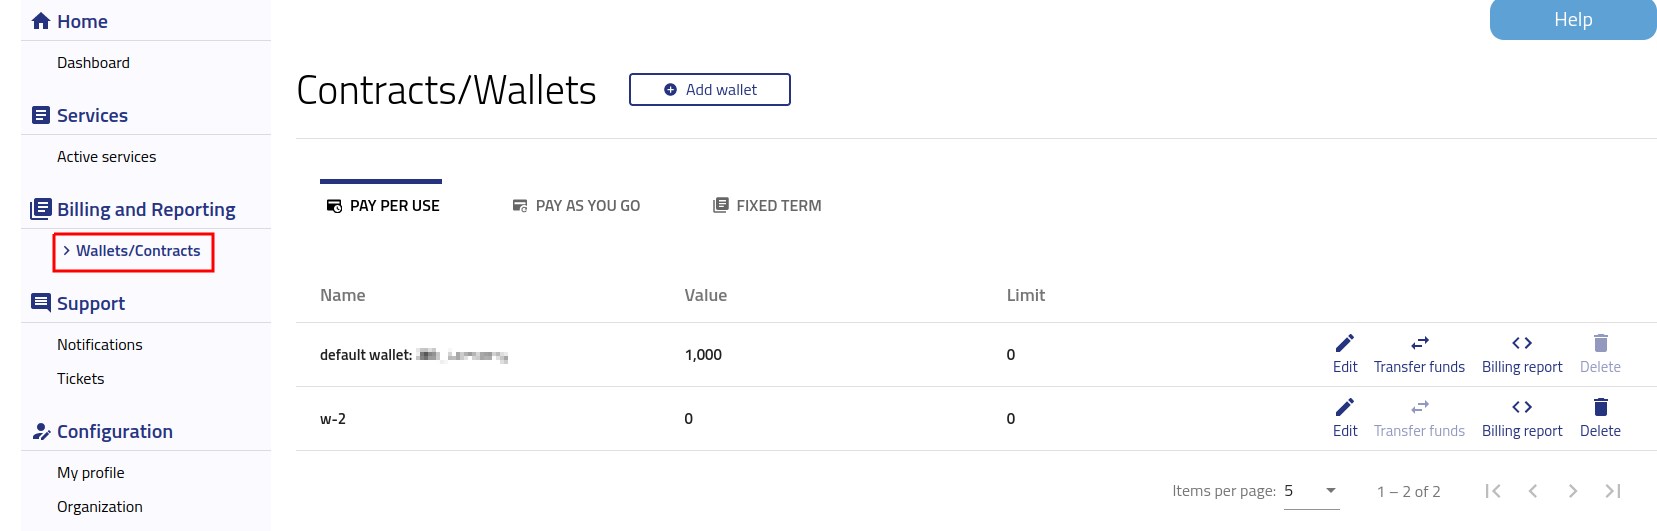 Home
Dashboard
Services
Active services
Billing and Reporting
Wallets/Contracts
Support
Notifications
Tickets
Configuration
My profile
Organization
Help
Contracts/Wallets
Add wallet
PAY PER USE PAY AS YOU GO FIXED TERM
Name Value Limit
default wallet: 1,000 0 Edit Transfer funds Billing report Delete
w-2 0 0 Edit Transfer funds Billing report Delete
Items per page: 5 1 – 2 of 2